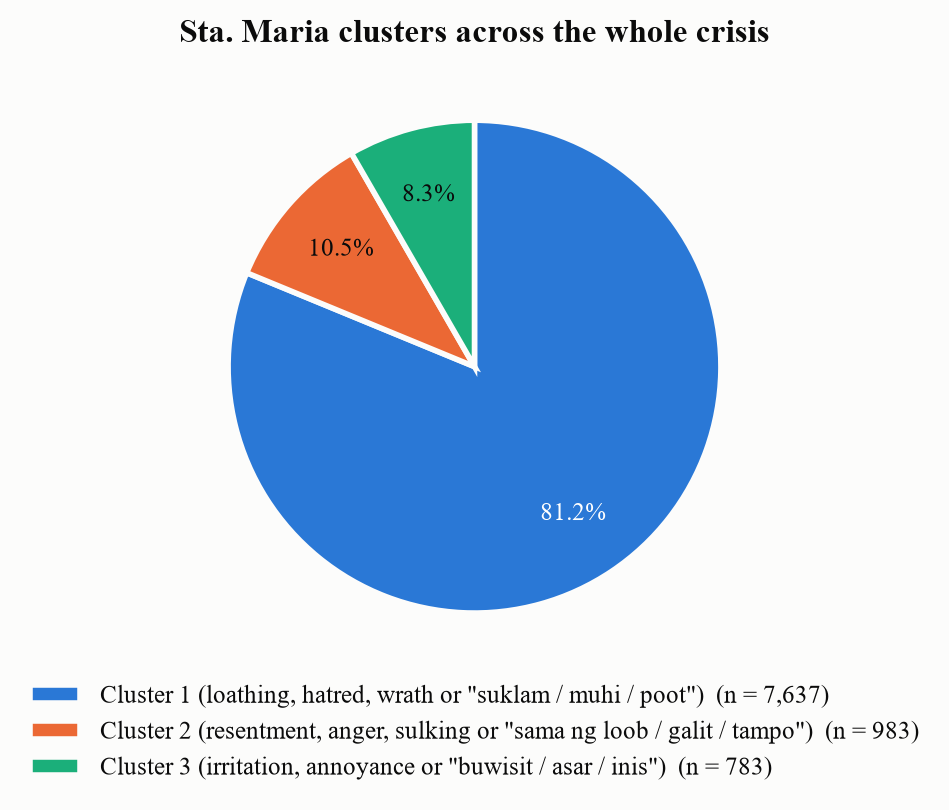 Sta. Maria clusters across the whole crisis
8.3%
10.5%
81.2%
Cluster 1 (loathing, hatred, wrath or "suklam / muhi / poot")  (n = 7,637)
Cluster 2 (resentment, anger, sulking or "sama ng loob / galit / tampo")  (n = 983)
Cluster 3 (irritation, annoyance or "buwisit / asar / inis")  (n = 783)